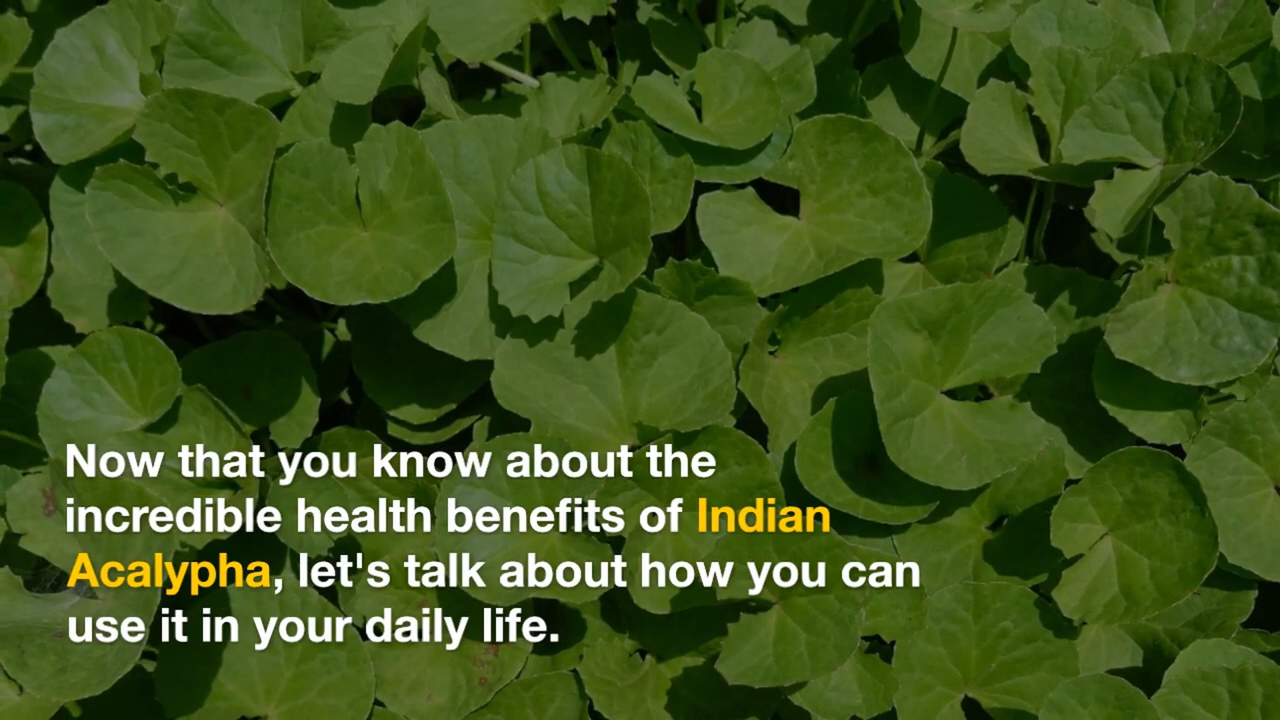 Now that you know about the
incredible health benefits of Indian
Acalypha, let's talk about how you can
use it in your daily life.